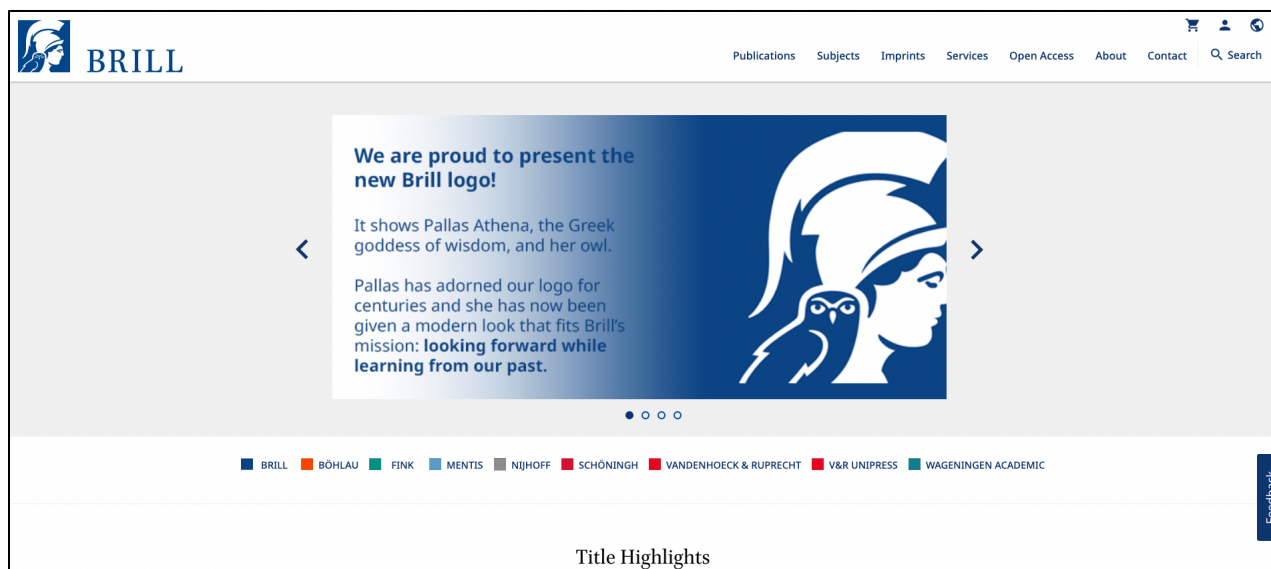 BRILL
Publications Subjects Imprints Services Open Access About Contact Search
We are proud to present the
new Brill logo!
It shows Pallas Athena, the Greek
goddess of wisdom, and her owl.
Pallas has adorned our logo for
centuries and she has now been
given a modern look that fits Brill's
mission: looking forward while
learning from our past.
BRILL BÖHLAU FINK MENTIS NIJHOFF SCHÖNINGH VANDENHOECK & RUPRECHT V&R UNIPRESS WAGENINGEN ACADEMIC
Feedback
Title Highlights